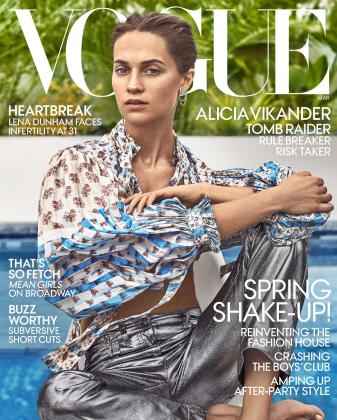 VOGUE
MAR
HEARTBREAK
LENA DUNHAM FACES
INFERTILITY AT 31
ALICIA VIKANDER
TOMB RAIDER
RULE BREAKER
RISK TAKER
THAT'S
SO FETCH
MEAN GIRLS
ON BROADWAY
BUZZ
WORTHY
SUBVERSIVE
SHORT CUTS
SPRING
SHAKE-UP!
REINVENTING THE
FASHION HOUSE
CRASHING
THE BOYS' CLUB
AMPING UP
AFTER-PARTY STYLE